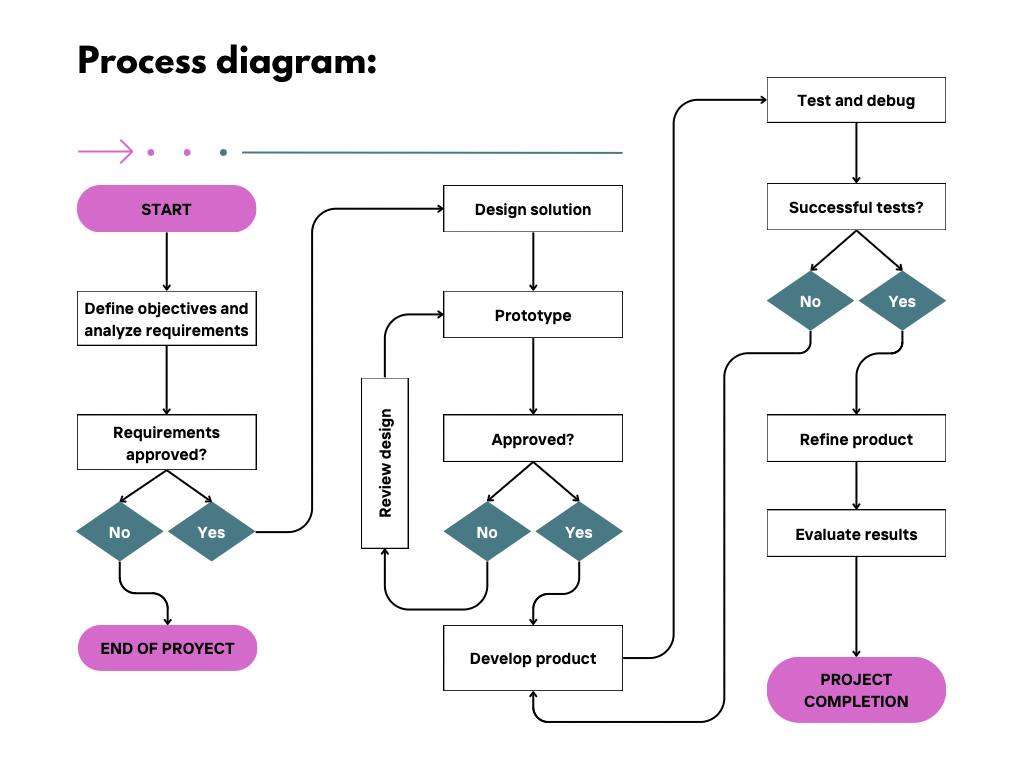 Process diagram:
START
Define objectives and
analyze requirements
Requirements
approved?
No
Yes
END OF PROYECT
Design solution
Prototype
Review design
Approved?
No
Yes
Develop product
Test and debug
Successful tests?
No
Yes
Refine product
Evaluate results
PROJECT
COMPLETION